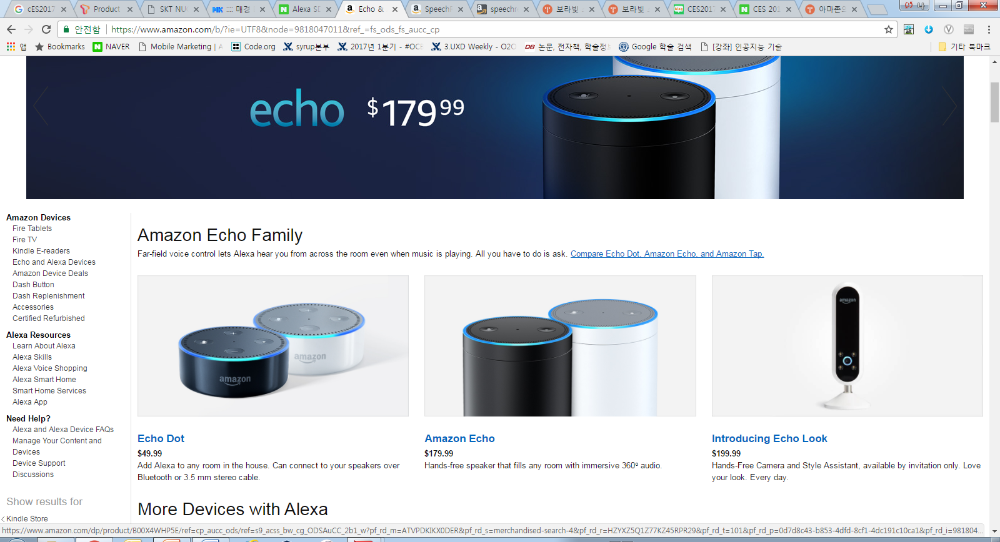 cES2017
Product
SKT NU
MK :::: 매경
Alexa SD
Echo &
Speech
speechr
보라빛
보라빛
CES2017
CES 201
아마존으
안전함
https://www.amazon.com/b/?ie=UTF8&node=9818047011&ref_=fs_ods_fs_aucc_cp
앱
Bookmarks
NAVER
Mobile Marketing | A
Code.org
syrup본부
2017년 1분기 - #OCE
3.UXD Weekly - O2O
DB 논문, 전자책, 학술정보
Google 학술 검색
[강좌] 인공지능 기술
기타 북마크
echo $179 99
Amazon Devices
Fire Tablets
Fire TV
Kindle E-readers
Echo and Alexa Devices
Amazon Device Deals
Dash Button
Dash Replenishment
Accessories
Certified Refurbished
Alexa Resources
Learn About Alexa
Alexa Skills
Alexa Voice Shopping
Alexa Smart Home
Smart Home Services
Alexa App
Need Help?
Alexa and Alexa Device FAQs
Manage Your Content and
Devices
Device Support
Discussions
Show results for
Kindle Store
Amazon Echo Family
Far-field voice control lets Alexa hear you from across the room even when music is playing. All you have to do is ask. Compare Echo Dot, Amazon Echo, and Amazon Tap.
amazon
amazon
amazon
Echo Dot
$49.99
Add Alexa to any room in the house. Can connect to your speakers over
Bluetooth or 3.5 mm stereo cable.
Amazon Echo
$179.99
Hands-free speaker that fills any room with immersive 360º audio.
Introducing Echo Look
$199.99
Hands-Free Camera and Style Assistant, available by invitation only. Love
your look. Every day.
More Devices with Alexa
https://www.amazon.com/dp/product/B00X4WHP5E/ref=cp_aucc_ods/ref=s9_acss_bw_cg_ODSAuCC_2b1_w?pf_rd_m=ATVPDKIKX0DER&pf_rd_s=merchandised-search-4&pf_rd_r=HZYXZ5Q1Z77KZ45RPR29&pf_rd_t=101&pf_rd_p=0d7d8c43-b853-4dfd-8cf1-4dc191c10ca1&pf_rd_i=981804...